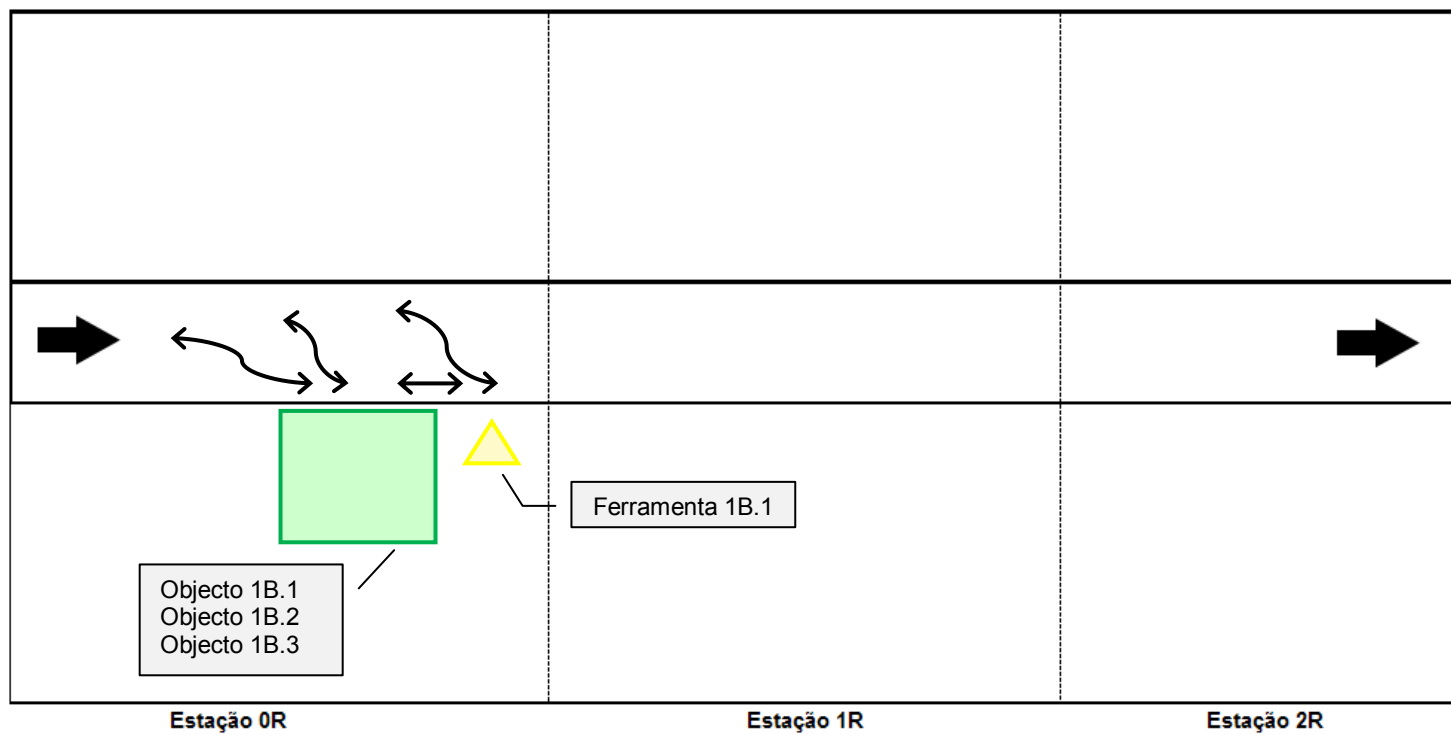 Ferramenta 1B.1
Objecto 1B.1
Objecto 1B.2
Objecto 1B.3
Estação 0R
Estação 1R
Estação 2R